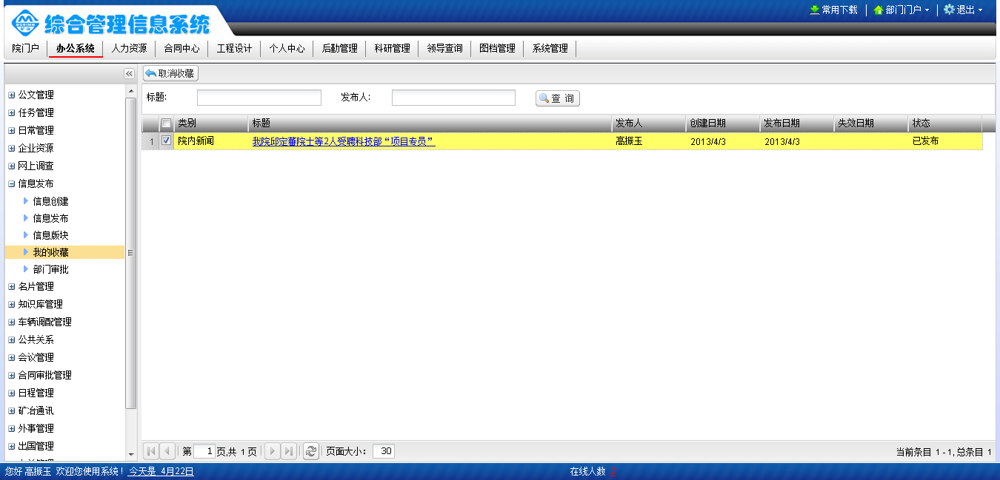 常用下载 部门门户 退出
综合管理信息系统
院门户 办公系统 人力资源 合同中心 工程设计 个人中心 后勤管理 科研管理 领导查询 图档管理 系统管理
取消收藏
标题: 发布人: 查 询
类别 标题 发布人 创建日期 发布日期 失效日期 状态
1 院内新闻 我院邱定蕃院士等2人受聘科技部“项目专员” 高振玉 2013/4/3 2013/4/3 已发布
公文管理
任务管理
日常管理
企业资源
网上调查
信息发布
信息创建
信息发布
信息版块
我的收藏
部门审批
名片管理
知识库管理
车辆调配管理
公共关系
会议管理
合同审批管理
日程管理
矿冶通讯
外事管理
出国管理
第 1 页,共 1 页 页面大小: 30 当前条目 1 - 1, 总条目 1
您好 高振玉 欢迎您使用系统! 今天是 4月22日 在线人数